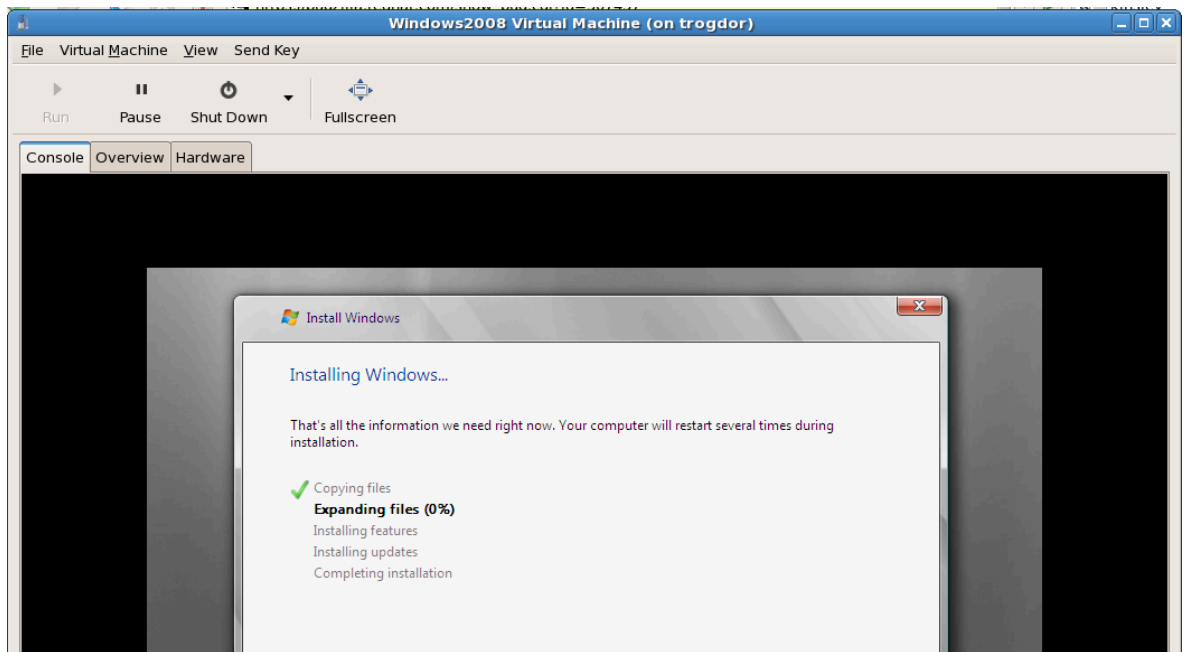 Windows2008 Virtual Machine (on trogdor)
File Virtual Machine View Send Key
Run Pause Shut Down Fullscreen
Console Overview Hardware
Install Windows
Installing Windows...
That's all the information we need right now. Your computer will restart several times during
installation.
Copying files
Expanding files (0%)
Installing features
Installing updates
Completing installation